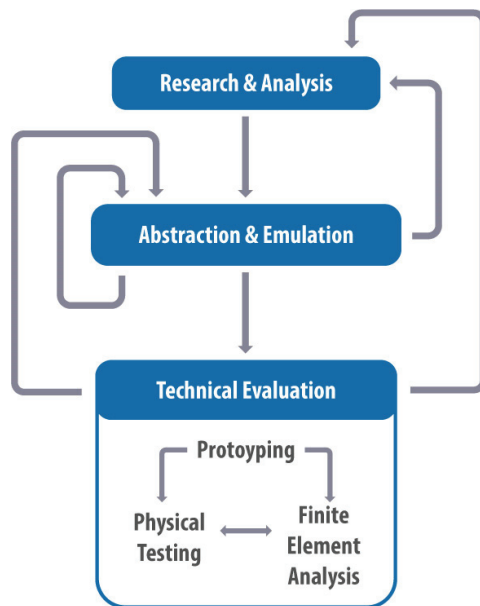 Research & Analysis
Abstraction & Emulation
Technical Evaluation
Protoyping
Physical
Testing
Finite
Element
Analysis